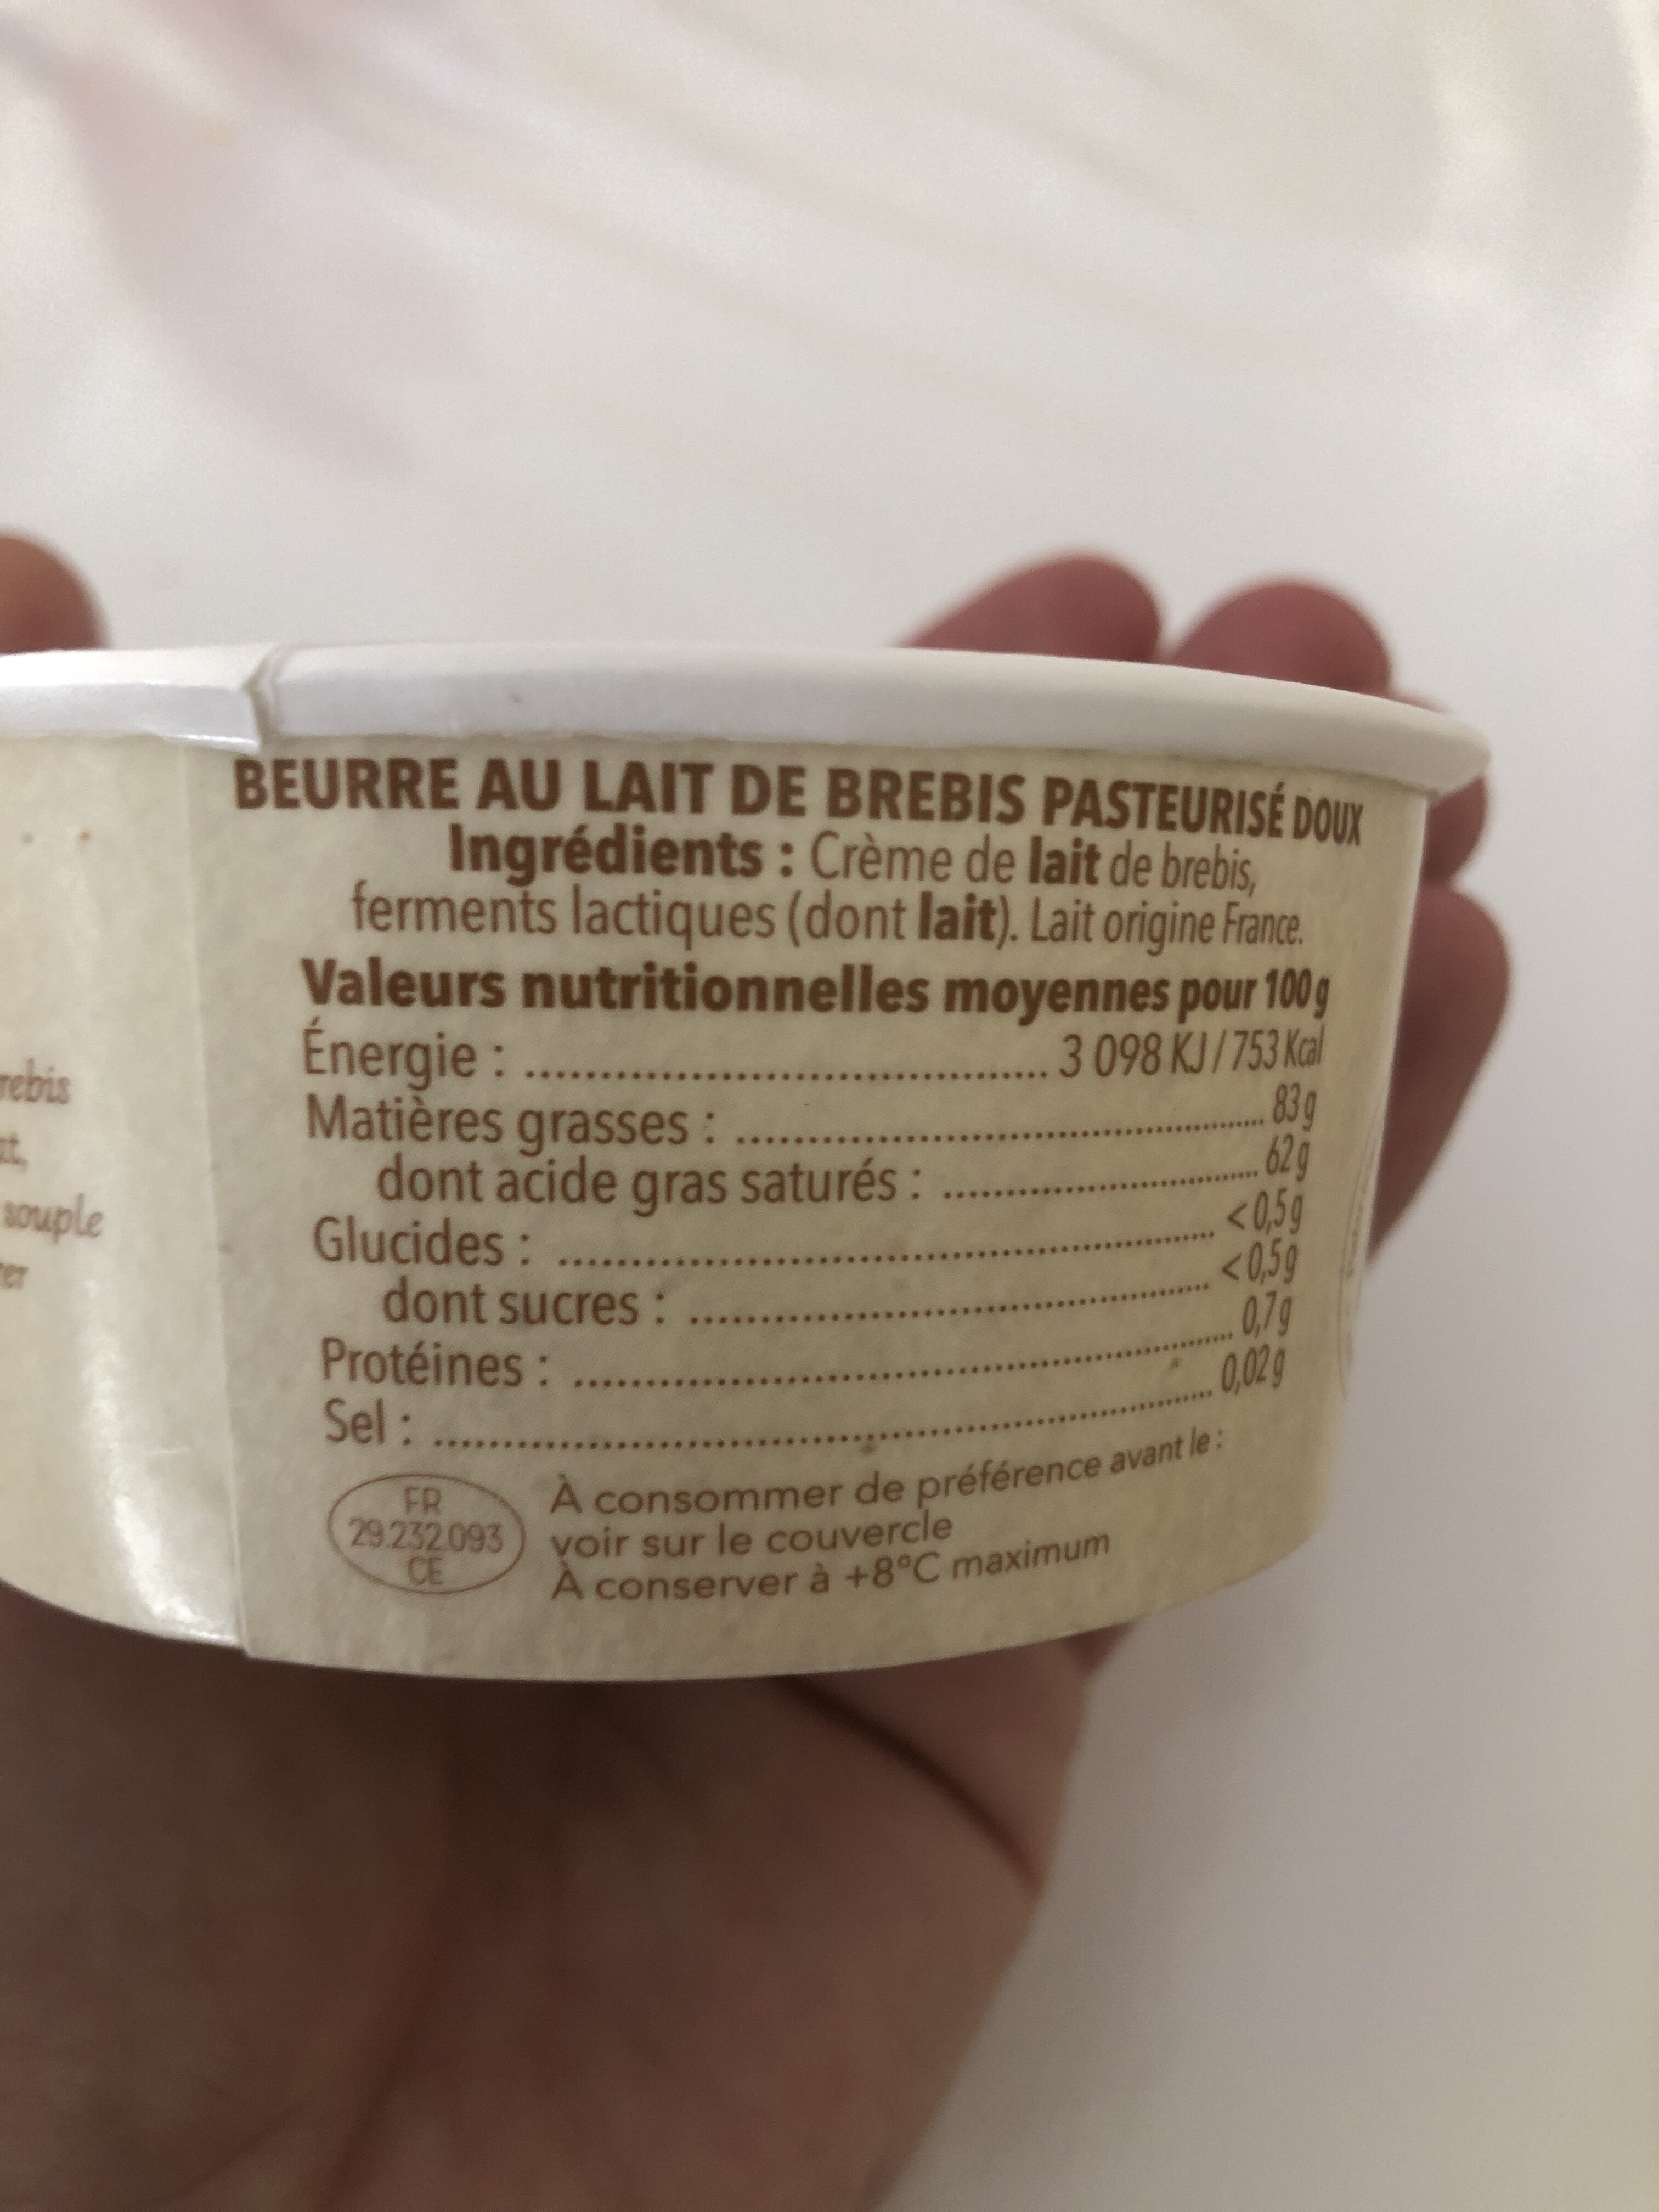 souple
BEURRE AU LAIT DE BREBIS PASTEURISÉ DOUX
Ingrédients : Crème de lait de brebis,
ferments lactiques (dont lait). Lait origine France.
Valeurs nutritionnelles moyennes pour 100 g
Énergie : ........................................ 3 098 KJ / 753 Kcal
Matières grasses : ........................................ 83 g
dont acide gras saturés : ........................................ 62 g
Glucides : ........................................ < 0,5 g
dont sucres : ........................................ < 0,5 g
Protéines : ........................................ 0,7 g
Sel : ........................................ 0,02 g
FR
29.232.093
CE
À consommer de préférence avant le :
voir sur le couvercle
À conserver à +8°C maximum